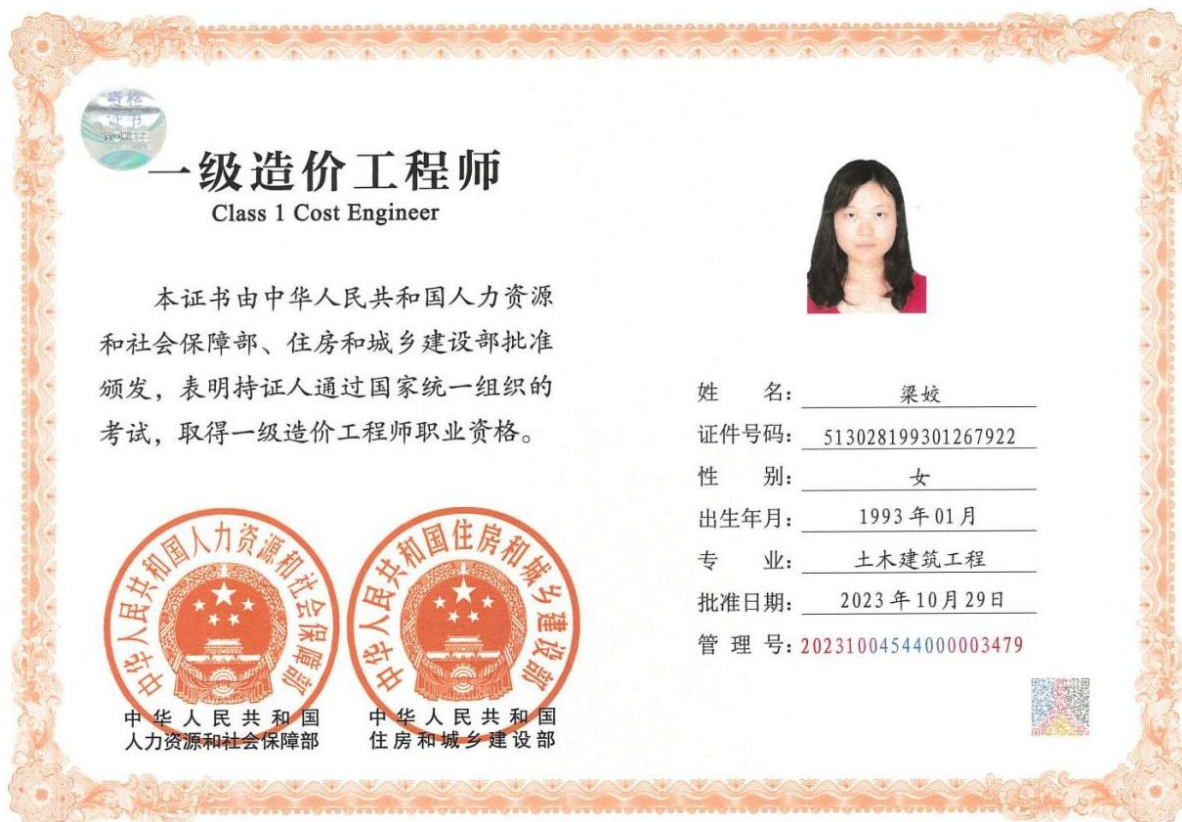 资格
证书
一级造价工程师
Class 1 Cost Engineer
本证书由中华人民共和国人力资源
和社会保障部、住房和城乡建设部批准
颁发，表明持证人通过国家统一组织的
考试，取得一级造价工程师职业资格。
中华人民共和国人力资源和社会保障部
中华人民共和国
人力资源和社会保障部
中华人民共和国住房和城乡建设部
中华人民共和国
住房和城乡建设部
姓 名： 梁姣
证件号码： 513028199301267922
性 别： 女
出生年月： 1993年01月
专 业： 土木建筑工程
批准日期： 2023年10月29日
管 理 号： 20231004544000003479